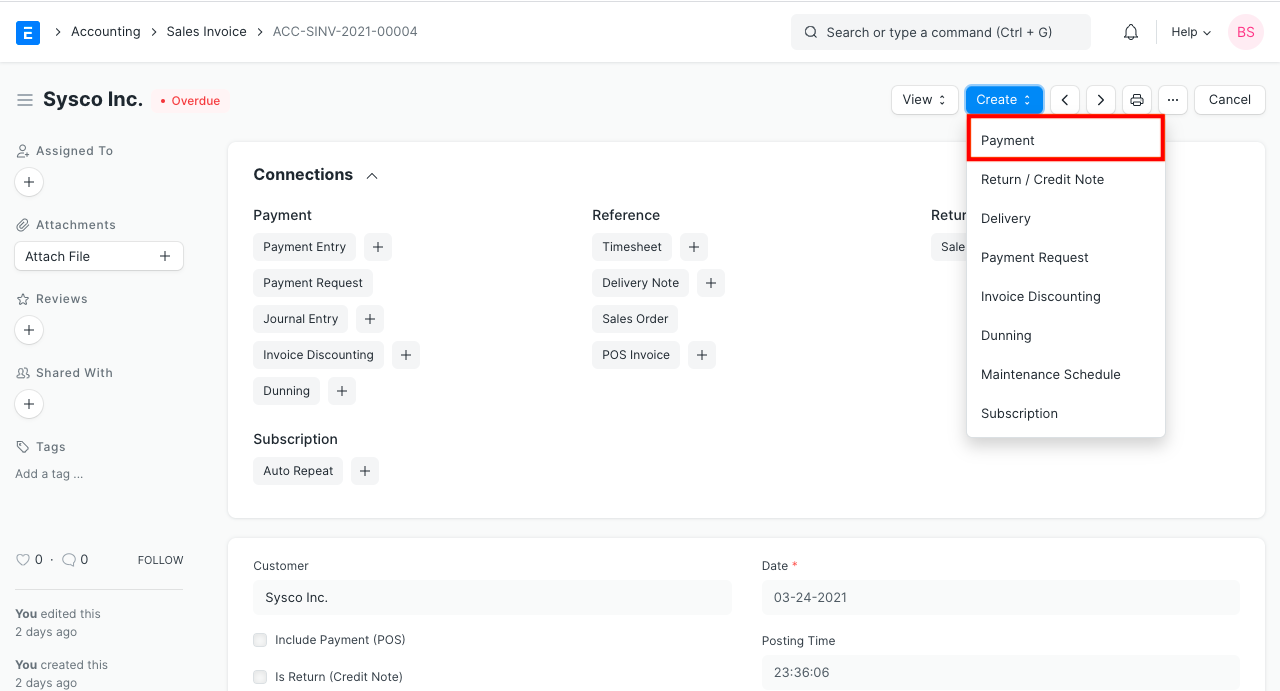 E
Accounting
Sales Invoice
ACC-SINV-2021-00004
Search or type a command (Ctrl + G)
Help
BS
Sysco Inc.
• Overdue
View
Create
...
Cancel
Payment
Return / Credit Note
Delivery
Payment Request
Invoice Discounting
Dunning
Maintenance Schedule
Subscription
Assigned To
+
Attachments
Attach File +
Reviews
+
Shared With
+
Tags
Add a tag ...
0 · 0
FOLLOW
You edited this
2 days ago
You created this
2 days ago
Connections
Payment
Payment Entry +
Payment Request
Journal Entry +
Invoice Discounting +
Dunning +
Subscription
Auto Repeat +
Reference
Timesheet +
Delivery Note +
Sales Order
POS Invoice +
Retur
Sale
Customer
Sysco Inc.
Include Payment (POS)
Is Return (Credit Note)
Date *
03-24-2021
Posting Time
23:36:06